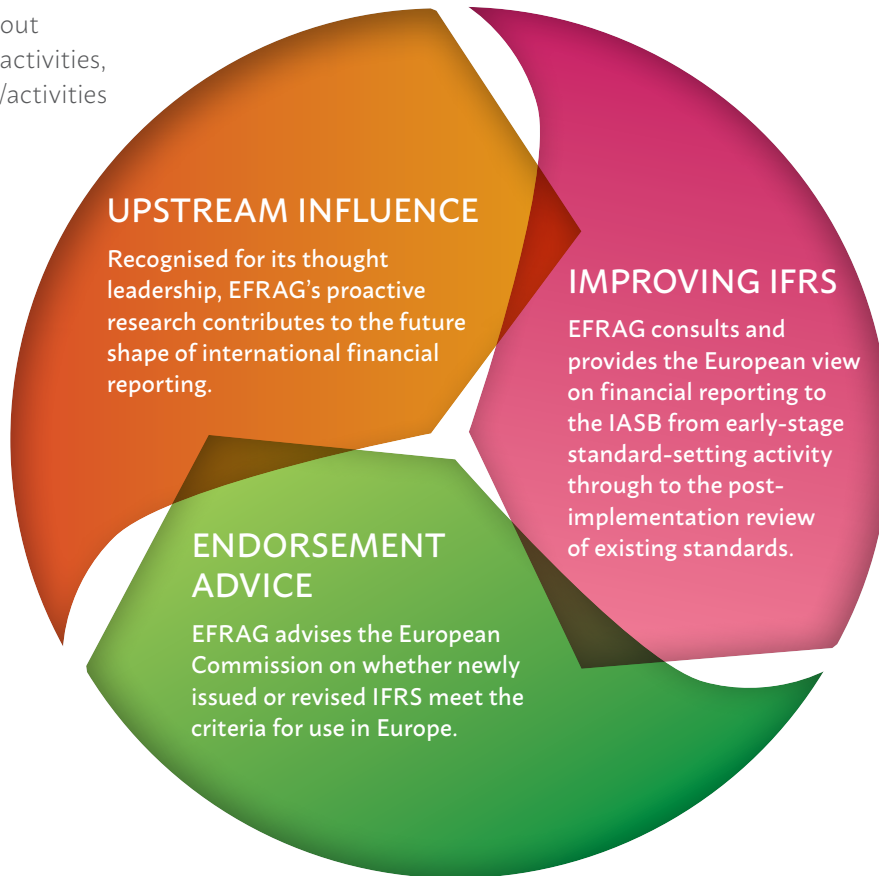 out
activities,
/activities
UPSTREAM INFLUENCE
Recognised for its thought
leadership, EFRAG's proactive
research contributes to the future
shape of international financial
reporting.
IMPROVING IFRS
EFRAG consults and
provides the European view
on financial reporting to
the IASB from early-stage
standard-setting activity
through to the post-
implementation review
of existing standards.
ENDORSEMENT
ADVICE
EFRAG advises the European
Commission on whether newly
issued or revised IFRS meet the
criteria for use in Europe.